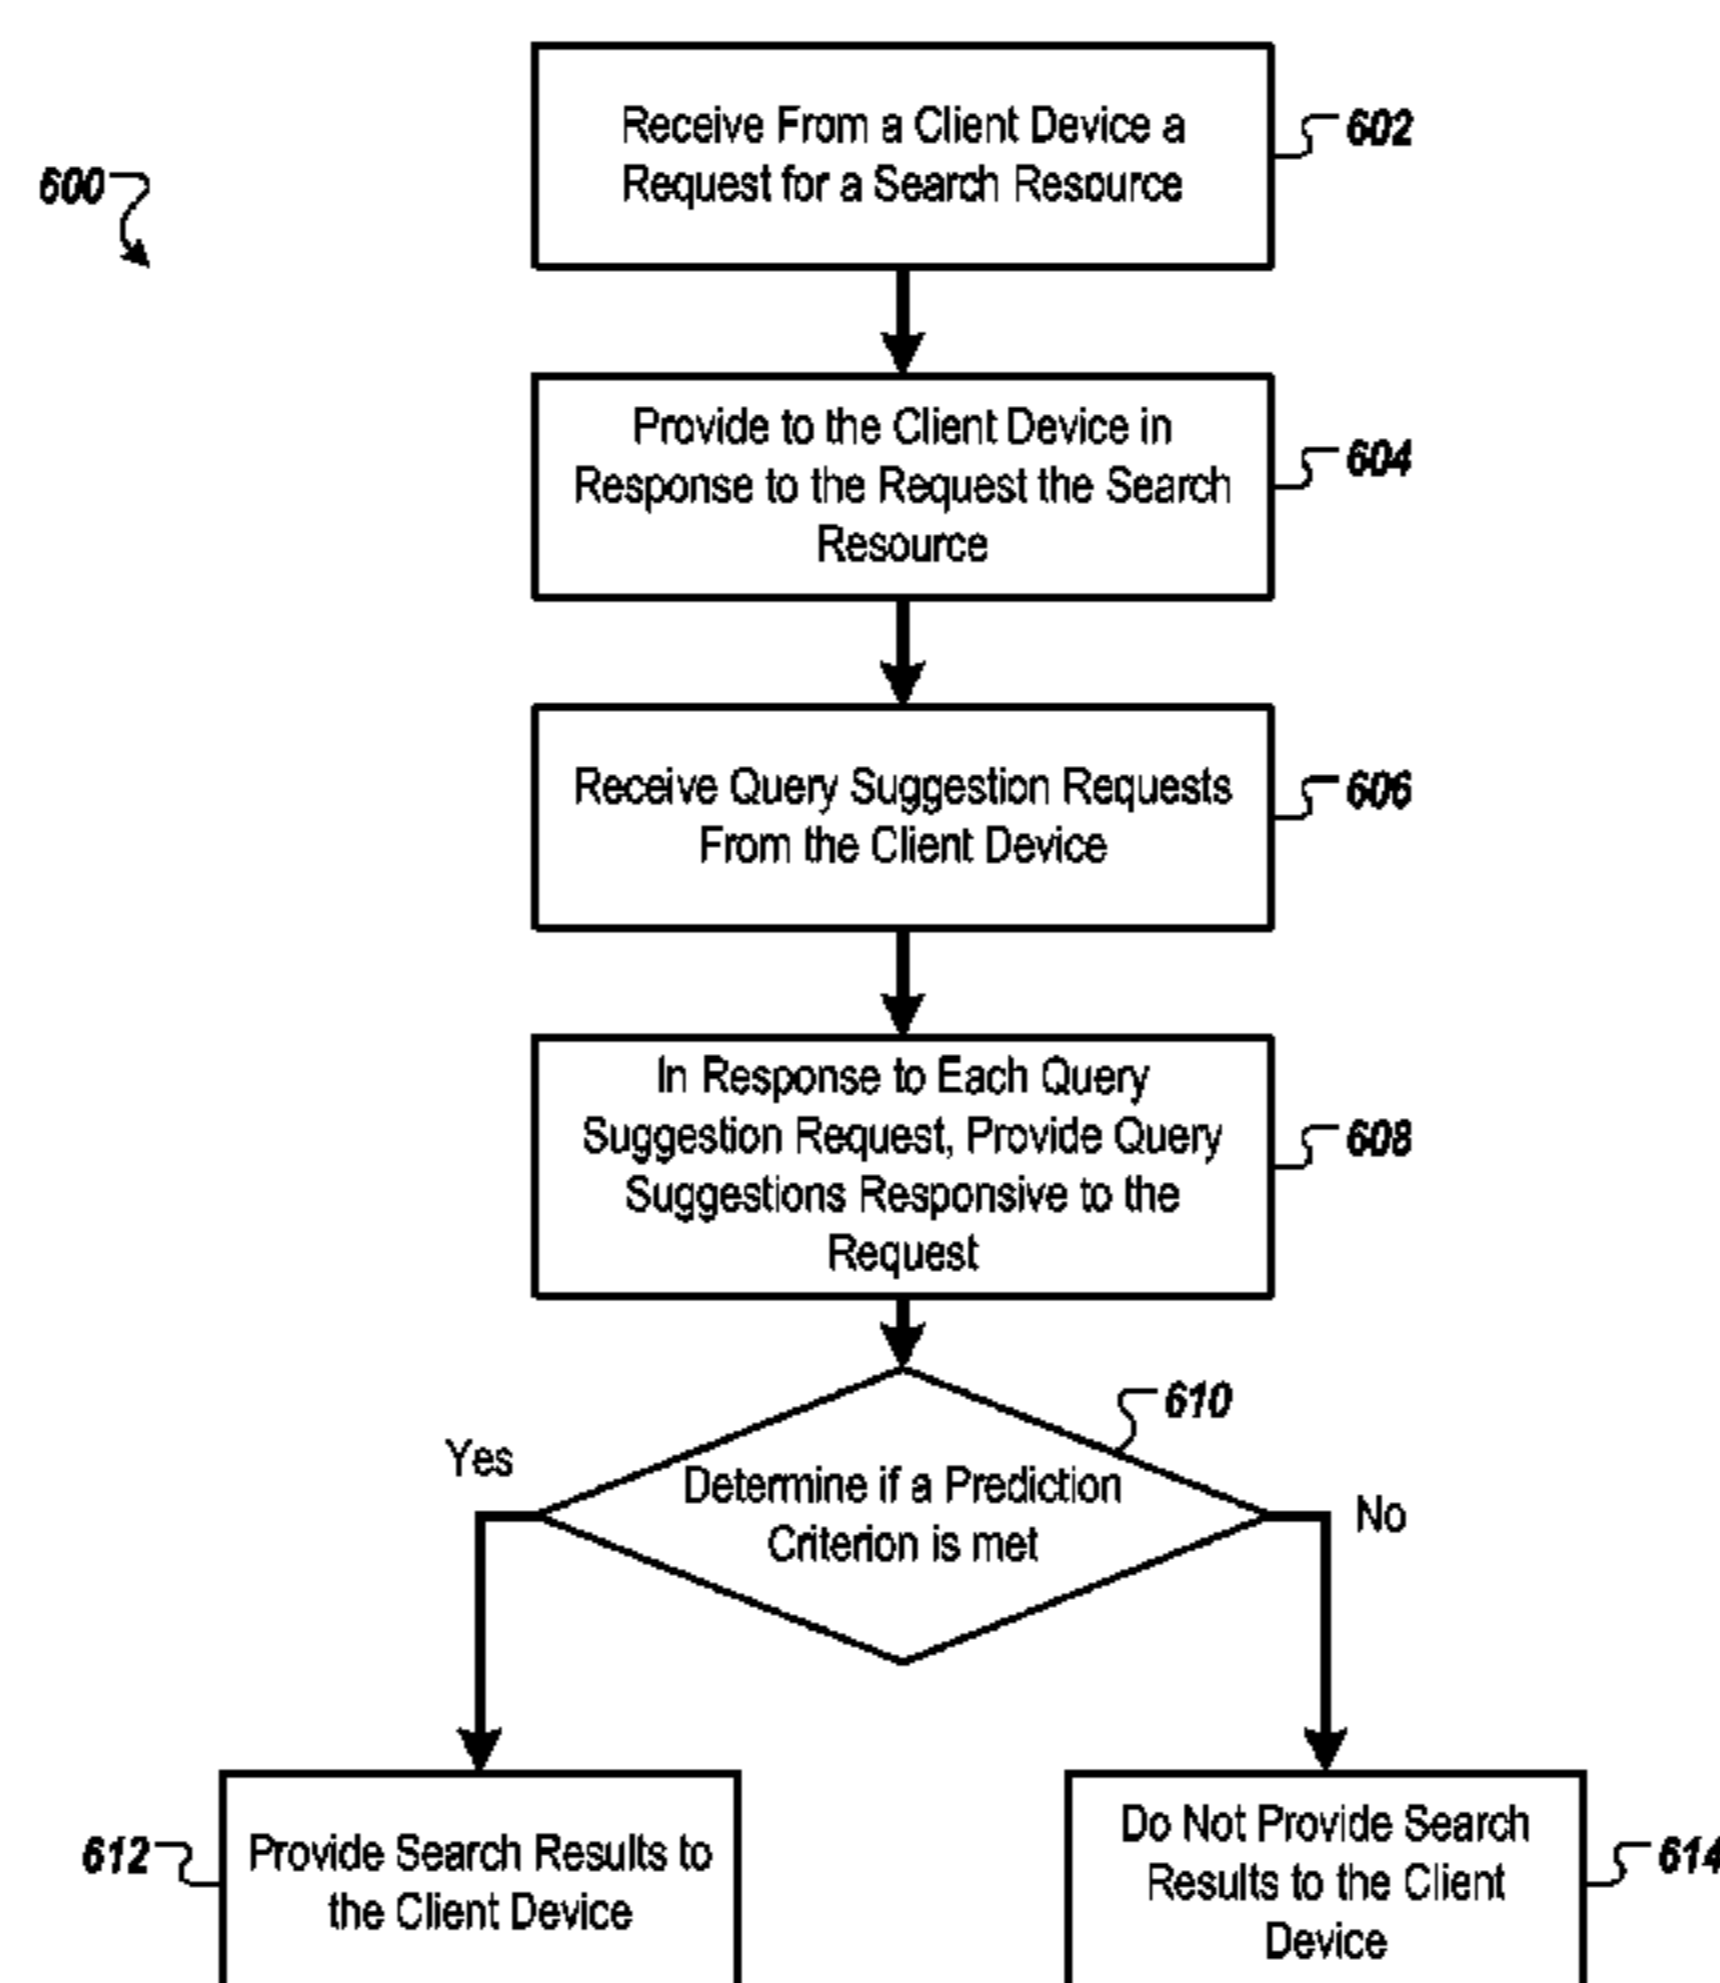 600
Receive From a Client Device a
Request for a Search Resource
602
Provide to the Client Device in
Response to the Request the Search
Resource
604
Receive Query Suggestion Requests
From the Client Device
606
In Response to Each Query
Suggestion Request, Provide Query
Suggestions Responsive to the
Request
608
610
Yes
Determine if a Prediction
Criterion is met
No
612
Provide Search Results to
the Client Device
Do Not Provide Search
Results to the Client
Device
614